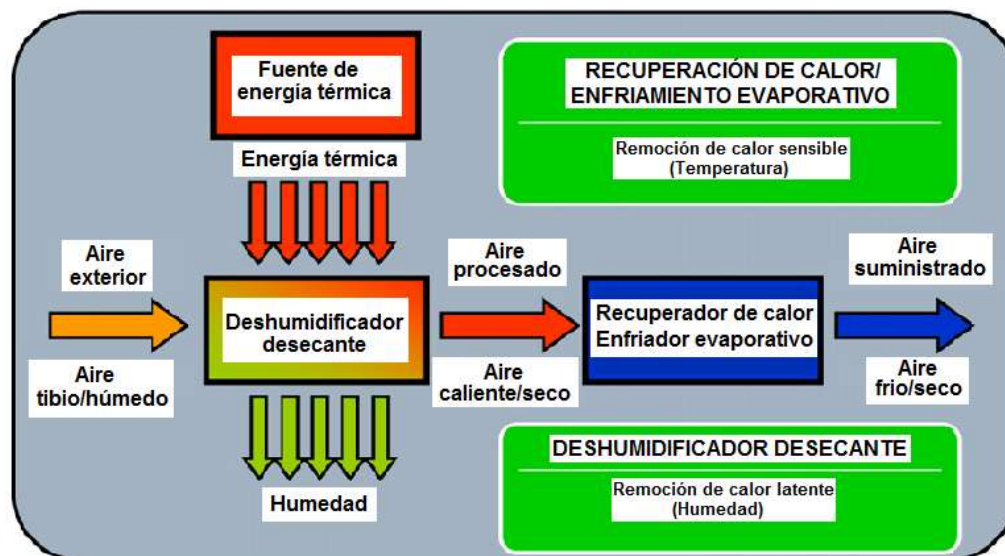 Fuente de
energía térmica
Energía térmica
RECUPERACIÓN DE CALOR/
ENFRIAMIENTO EVAPORATIVO
Remoción de calor sensible
(Temperatura)
Aire
exterior
Aire
tibio/húmedo
Deshumidificador
desecante
Aire
procesado
Aire
caliente/seco
Recuperador de calor
Enfriador evaporativo
Aire
suministrado
Aire
frio/seco
Humedad
DESHUMIDIFICADOR DESECANTE
Remoción de calor latente
(Humedad)